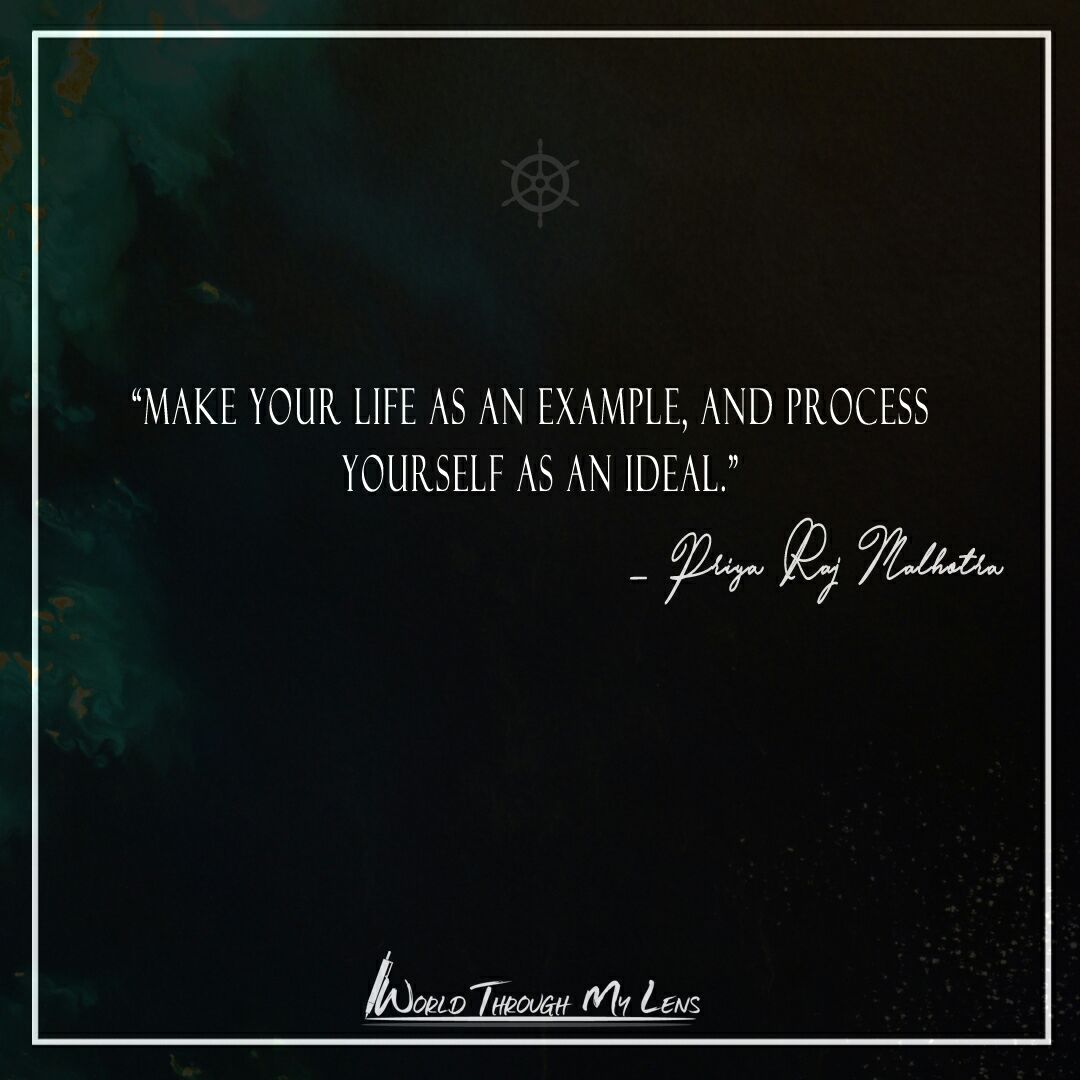 “MAKE YOUR LIFE AS AN EXAMPLE, AND PROCESS
YOURSELF AS AN IDEAL.”
– Priya Raj Malhotra
WORLD THROUGH MY LENS